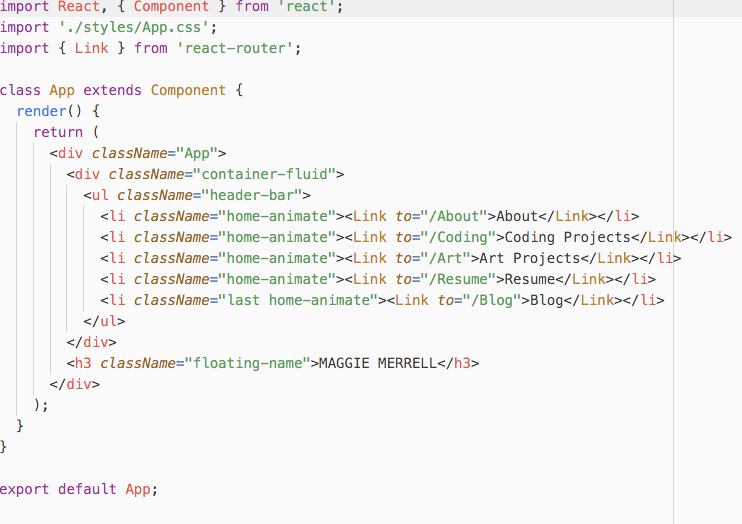 import React, { Component } from 'react';
import './styles/App.css';
import { Link } from 'react-router';

class App extends Component {
  render() {
    return (
      <div className="App">
        <div className="container-fluid">
          <ul className="header-bar">
            <li className="home-animate"><Link to="/About">About</Link></li>
            <li className="home-animate"><Link to="/Coding">Coding Projects</Link></li>
            <li className="home-animate"><Link to="/Art">Art Projects</Link></li>
            <li className="home-animate"><Link to="/Resume">Resume</Link></li>
            <li className="last home-animate"><Link to="/Blog">Blog</Link></li>
          </ul>
        </div>
        <h3 className="floating-name">MAGGIE MERRELL</h3>
      </div>
    );
  }
}

export default App;